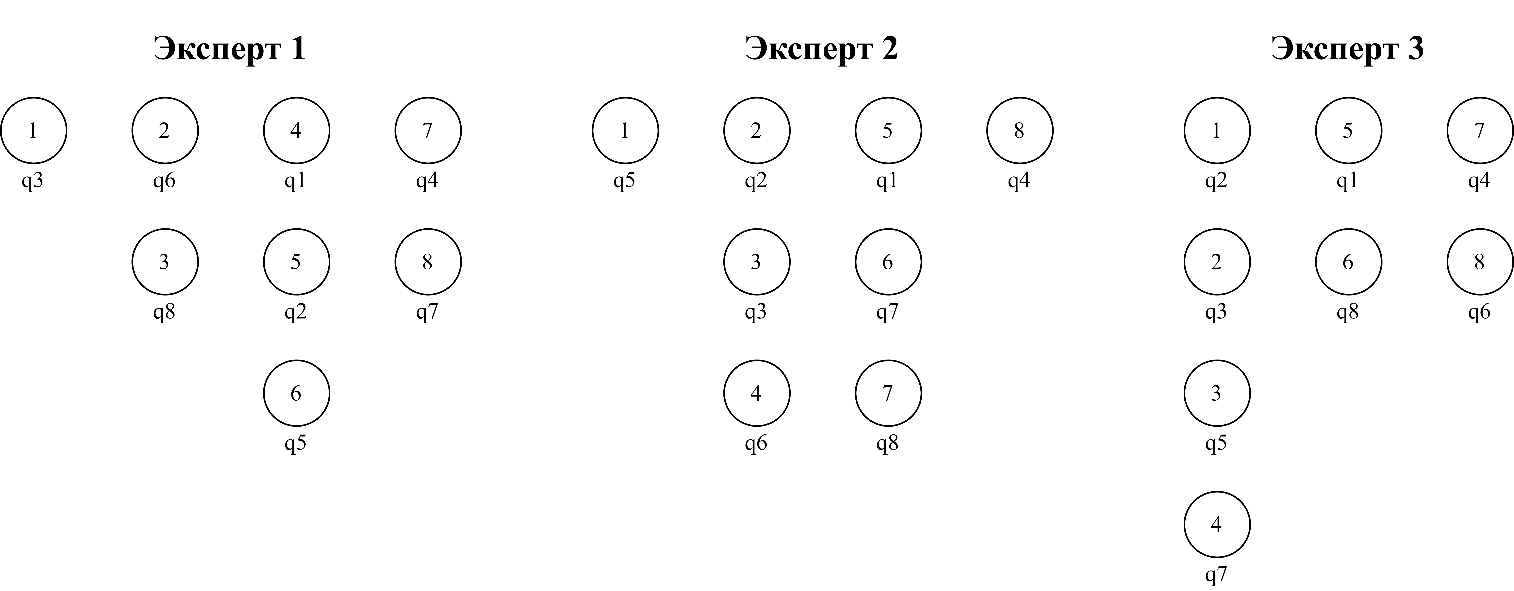 Эксперт 1 Эксперт 2 Эксперт 3
1 2 4 7 1 2 5 8 1 5 7
q3 q6 q1 q4 q5 q2 q1 q4 q2 q1 q4
3 5 8 3 6 2 6 8
q8 q2 q7 q3 q7 q3 q8 q6
6 4 7 3
q5 q6 q8 q5
4
q7